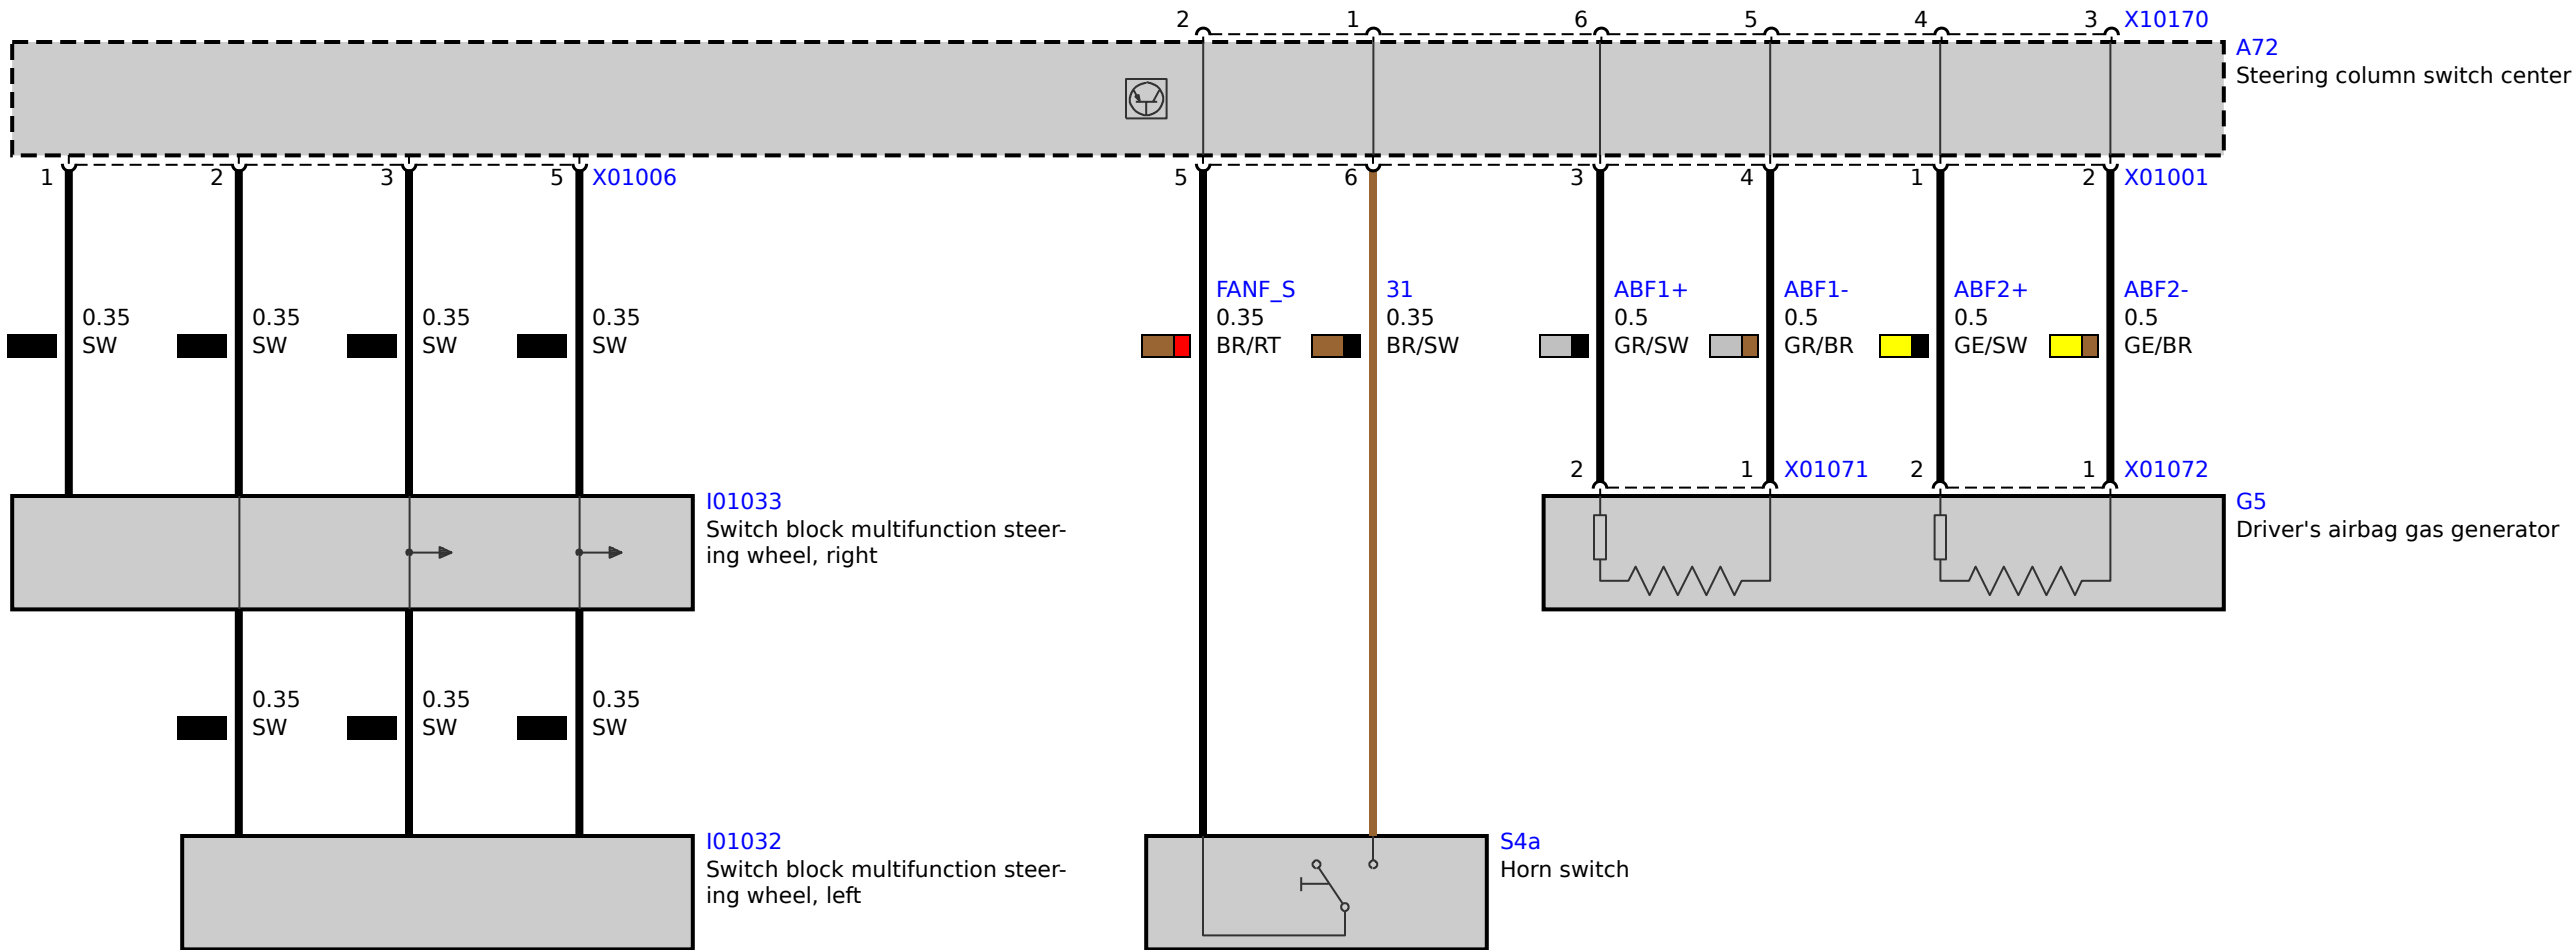 2 1 6 5 4 3 X10170
A72
Steering column switch center
1 2 3 5 X01006 5 6 3 4 1 2 X01001
FANF_S 31 ABF1+ ABF1- ABF2+ ABF2-
0.35 0.35 0.35 0.35 0.35 0.35 0.5 0.5 0.5 0.5
SW SW SW SW BR/RT BR/SW GR/SW GR/BR GE/SW GE/BR
2 1 X01071 2 1 X01072
I01033
Switch block multifunction steer-
ing wheel, right
G5
Driver's airbag gas generator
0.35 0.35 0.35
SW SW SW
I01032
Switch block multifunction steer-
ing wheel, left
S4a
Horn switch